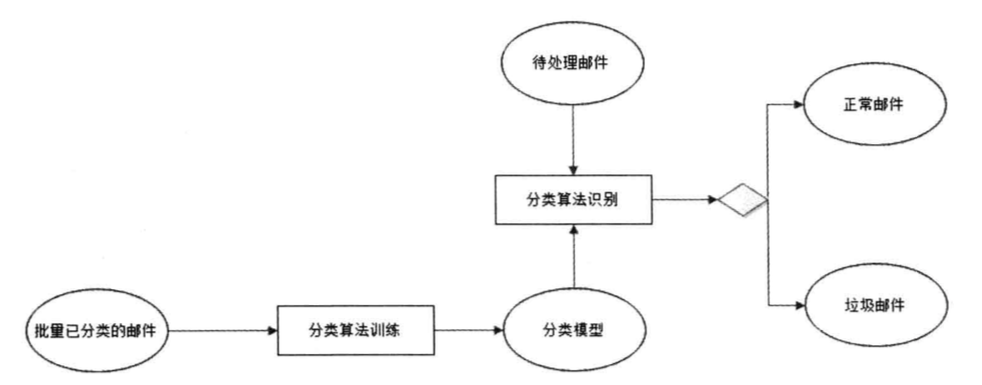 待处理邮件
正常邮件
分类算法识别
垃圾邮件
批量已分类的邮件
分类算法训练
分类模型